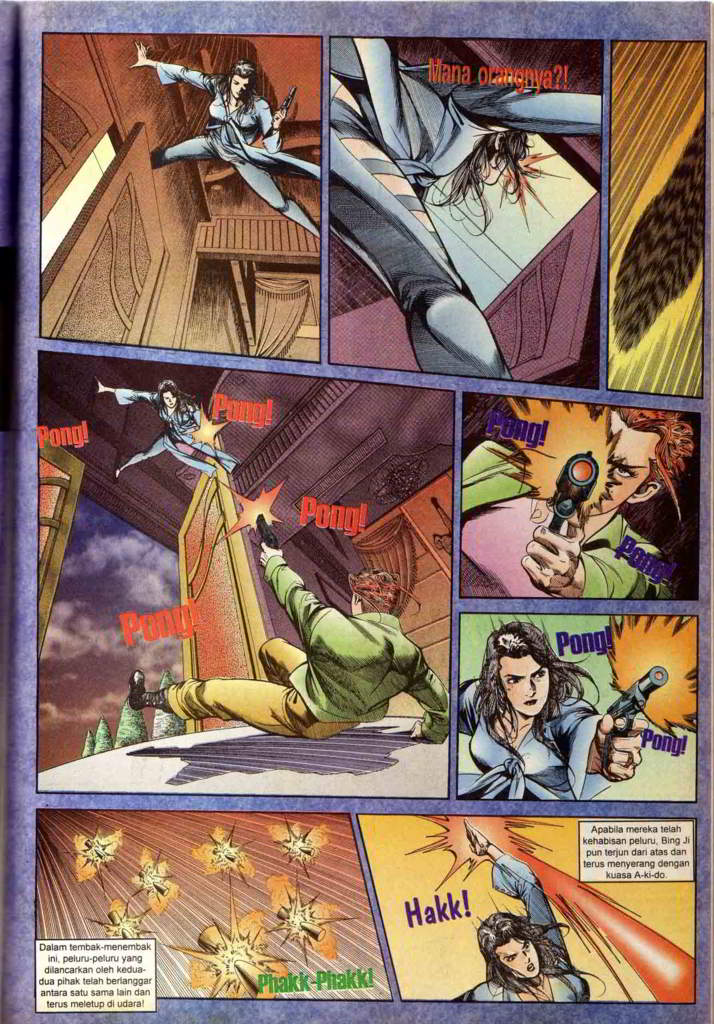 Mana orangnya?!
Pong!
Pong!
Pong!
Pong!
Pong!
Pong!
Pong!
Pong!
Dalam tembak-menembak
ini, peluru-peluru yang
dilancarkan oleh kedua-
dua pihak telah berlanggar
antara satu sama lain dan
terus meletup di udara!
Phakk-Phakk!
Hakk!
Apabila mereka telah
kehabisan peluru, Bing Ji
pun terjun dari atas dan
terus menyerang dengan
kuasa A-ki-do.